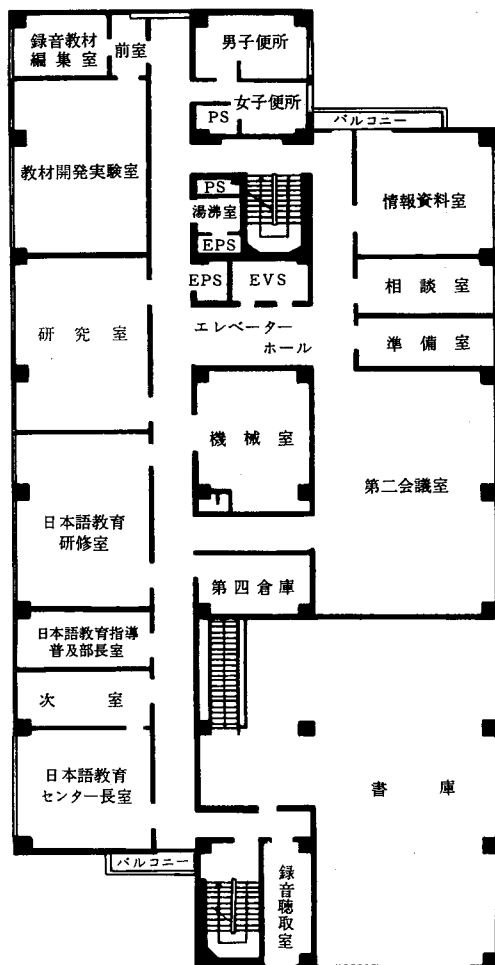 録音教材
編集室
前室
男子便所
女子便所
PS
バルコニー
教材開発実験室
PS
湯沸室
EPS
情報資料室
EPS
EVS
相談室
研究室
エレベーター
ホール
準備室
機械室
第二会議室
日本語教育
研修室
第四倉庫
日本語教育指導
普及部長室
次室
日本語教育
センター長室
書庫
バルコニー
録音聴取室